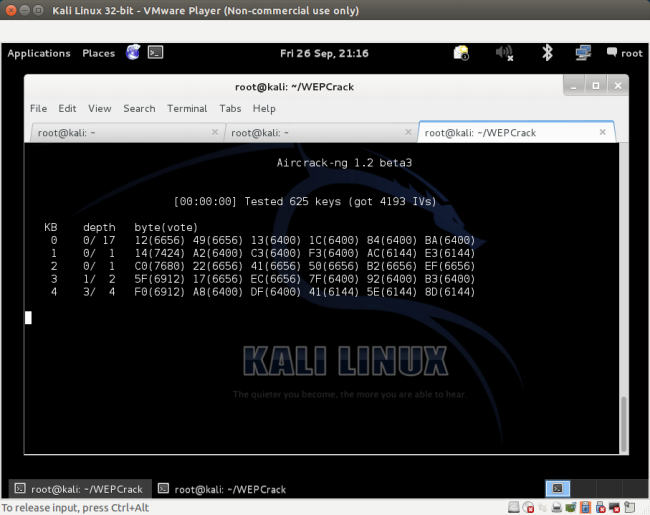 Kali Linux 32-bit - VMware Player (Non-commercial use only)
Applications Places Fri 26 Sep, 21:16 root
root@kali: ~/WEPCrack
File Edit View Search Terminal Tabs Help
root@kali: ~ root@kali: ~ root@kali: ~/WEPCrack
Aircrack-ng 1.2 beta3
[00:00:00] Tested 625 keys (got 4193 IVs)
KB depth byte(vote)
0 0/ 17 12(6656) 49(6656) 13(6400) 1C(6400) 84(6400) BA(6400)
1 0/ 1 14(7424) A2(6400) C3(6400) F3(6400) AC(6144) E3(6144)
2 0/ 1 C0(7680) 22(6656) 41(6656) 50(6656) B2(6656) EF(6656)
3 1/ 2 5F(6912) 17(6656) EC(6656) 7F(6400) 92(6400) B3(6400)
4 3/ 4 F0(6912) A8(6400) DF(6400) 41(6144) 5E(6144) 8D(6144)
KALI LINUX
The quieter you become, the more you are able to hear.
root@kali: ~/WEPCrack root@kali: ~/WEPCrack
To release input, press Ctrl+Alt